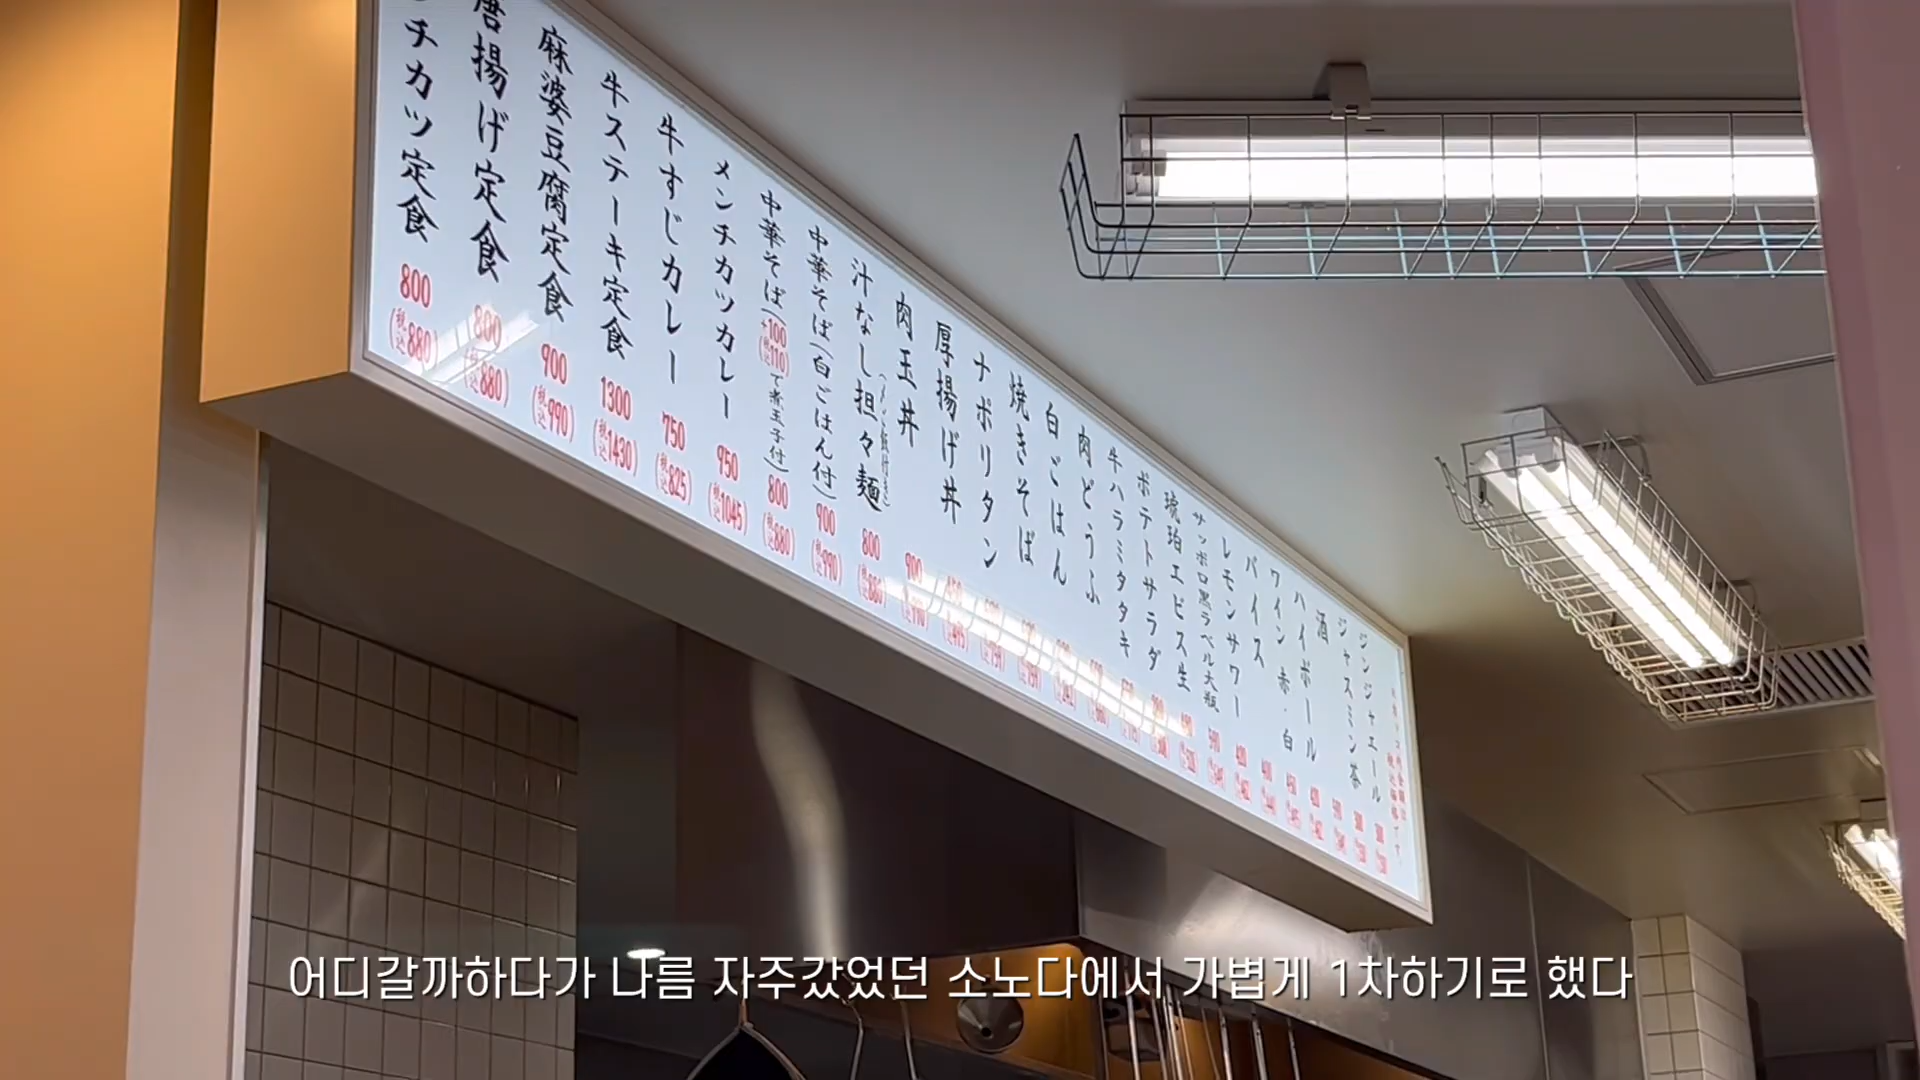 チカツ定食 800 (税込880)
唐揚げ定食 800 (税込880)
麻婆豆腐定食 900 (税込990)
牛ステーキ定食 1300 (税込1430)
牛すじカレー 750 (税込825)
メンチカツカレー 950 (税込1045)
中華そば(+100(税込110)で煮玉子付) 800 (税込880)
中華そば(白ごはん付) 900 (税込990)
汁なし担々麺 800 (税込880)
肉玉丼 900
厚揚げ丼
ナポリタン
焼きそば
白ごはん
肉どうふ
牛ハラミタタキ
ポテトサラダ
琥珀エビス生
サッポロ黒ラベル大瓶
レモンサワー
バイス
ワイン 赤・白
ハイボール
酒
ジャスミン茶
ジンジャエール
어디갈까하다가 나름 자주갔었던 소노다에서 가볍게 1차하기로 했다